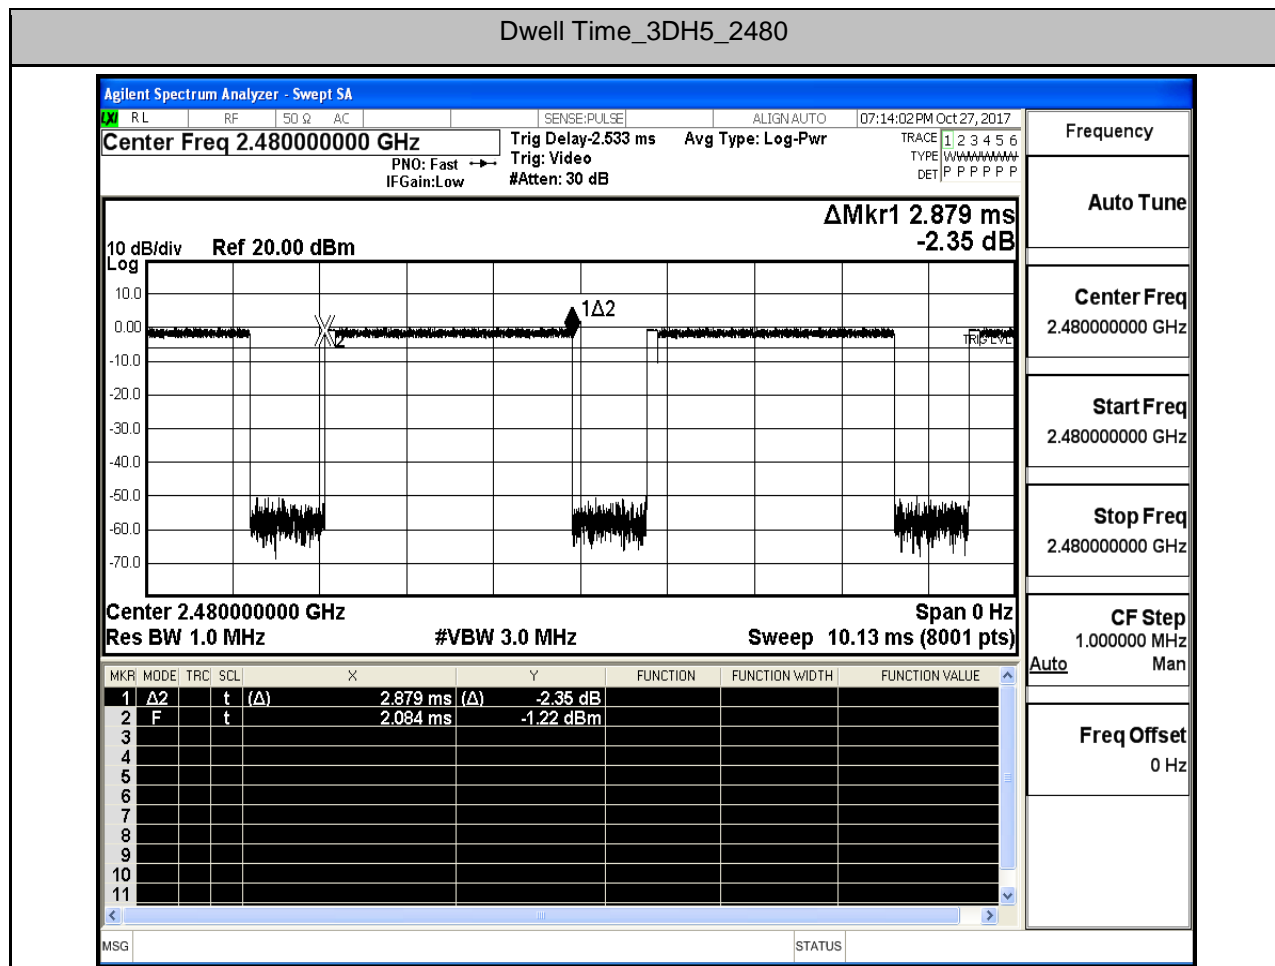 Dwell Time_3DH5_2480
Agilent Spectrum Analyzer - Swept SA
LXI RL RF 50 Ω AC SENSE:PULSE ALIGN AUTO 07:14:02 PM Oct 27, 2017
Center Freq 2.480000000 GHz
PNO: Fast
IFGain:Low
Trig Delay-2.533 ms
Trig: Video
#Atten: 30 dB
Avg Type: Log-Pwr
TRACE 1 2 3 4 5 6
TYPE WWWWWW
DET P P P P P P
ΔMkr1 2.879 ms
-2.35 dB
10 dB/div Ref 20.00 dBm
Log
10.0
0.00
-10.0
-20.0
-30.0
-40.0
-50.0
-60.0
-70.0
1Δ2
2
TRIG LVL
Center 2.480000000 GHz Span 0 Hz
Res BW 1.0 MHz #VBW 3.0 MHz Sweep 10.13 ms (8001 pts)
MKR MODE TRC SCL X Y FUNCTION FUNCTION WIDTH FUNCTION VALUE
1 Δ2 t (Δ) 2.879 ms (Δ) -2.35 dB
2 F t 2.084 ms -1.22 dBm
3
4
5
6
7
8
9
10
11
MSG STATUS
Frequency
Auto Tune
Center Freq
2.480000000 GHz
Start Freq
2.480000000 GHz
Stop Freq
2.480000000 GHz
CF Step
1.000000 MHz
Auto Man
Freq Offset
0 Hz